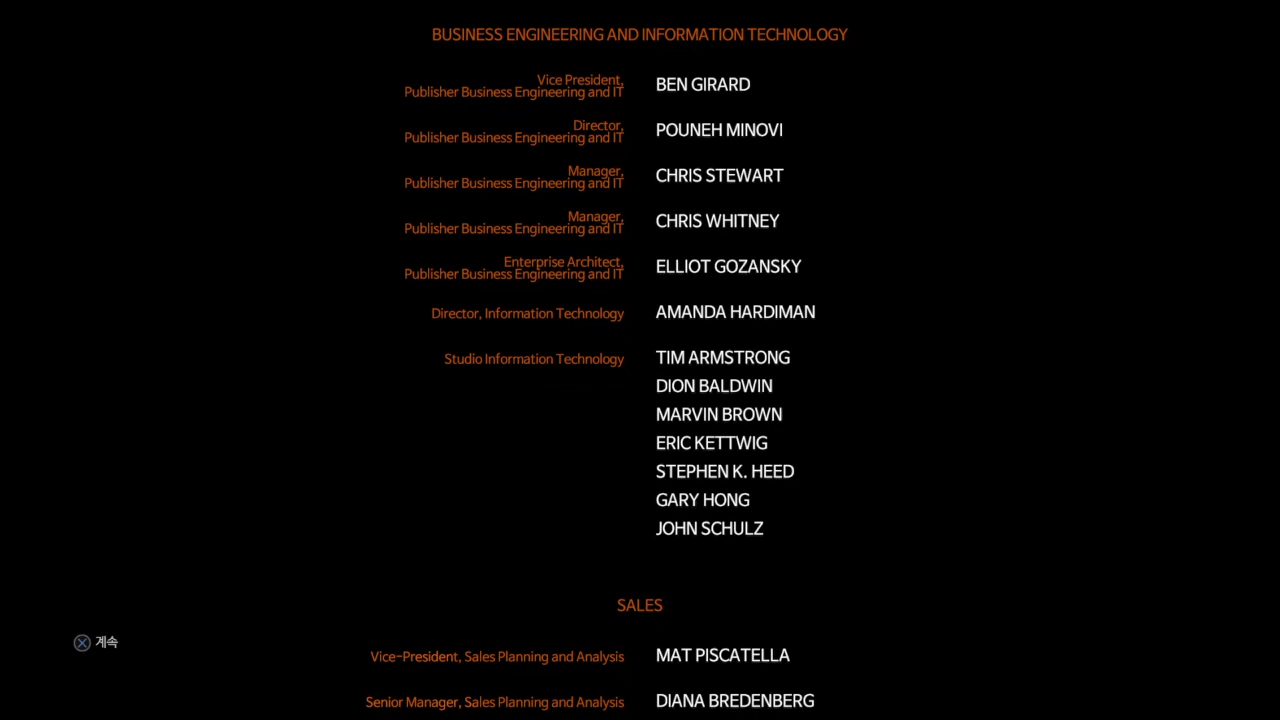 BUSINESS ENGINEERING AND INFORMATION TECHNOLOGY
Vice President,
Publisher Business Engineering and IT
BEN GIRARD
Director,
Publisher Business Engineering and IT
POUNEH MINOVI
Manager,
Publisher Business Engineering and IT
CHRIS STEWART
Manager,
Publisher Business Engineering and IT
CHRIS WHITNEY
Enterprise Architect,
Publisher Business Engineering and IT
ELLIOT GOZANSKY
Director, Information Technology
AMANDA HARDIMAN
Studio Information Technology
TIM ARMSTRONG
DION BALDWIN
MARVIN BROWN
ERIC KETTWIG
STEPHEN K. HEED
GARY HONG
JOHN SCHULZ
SALES
계속
Vice-President, Sales Planning and Analysis
MAT PISCATELLA
Senior Manager, Sales Planning and Analysis
DIANA BREDENBERG